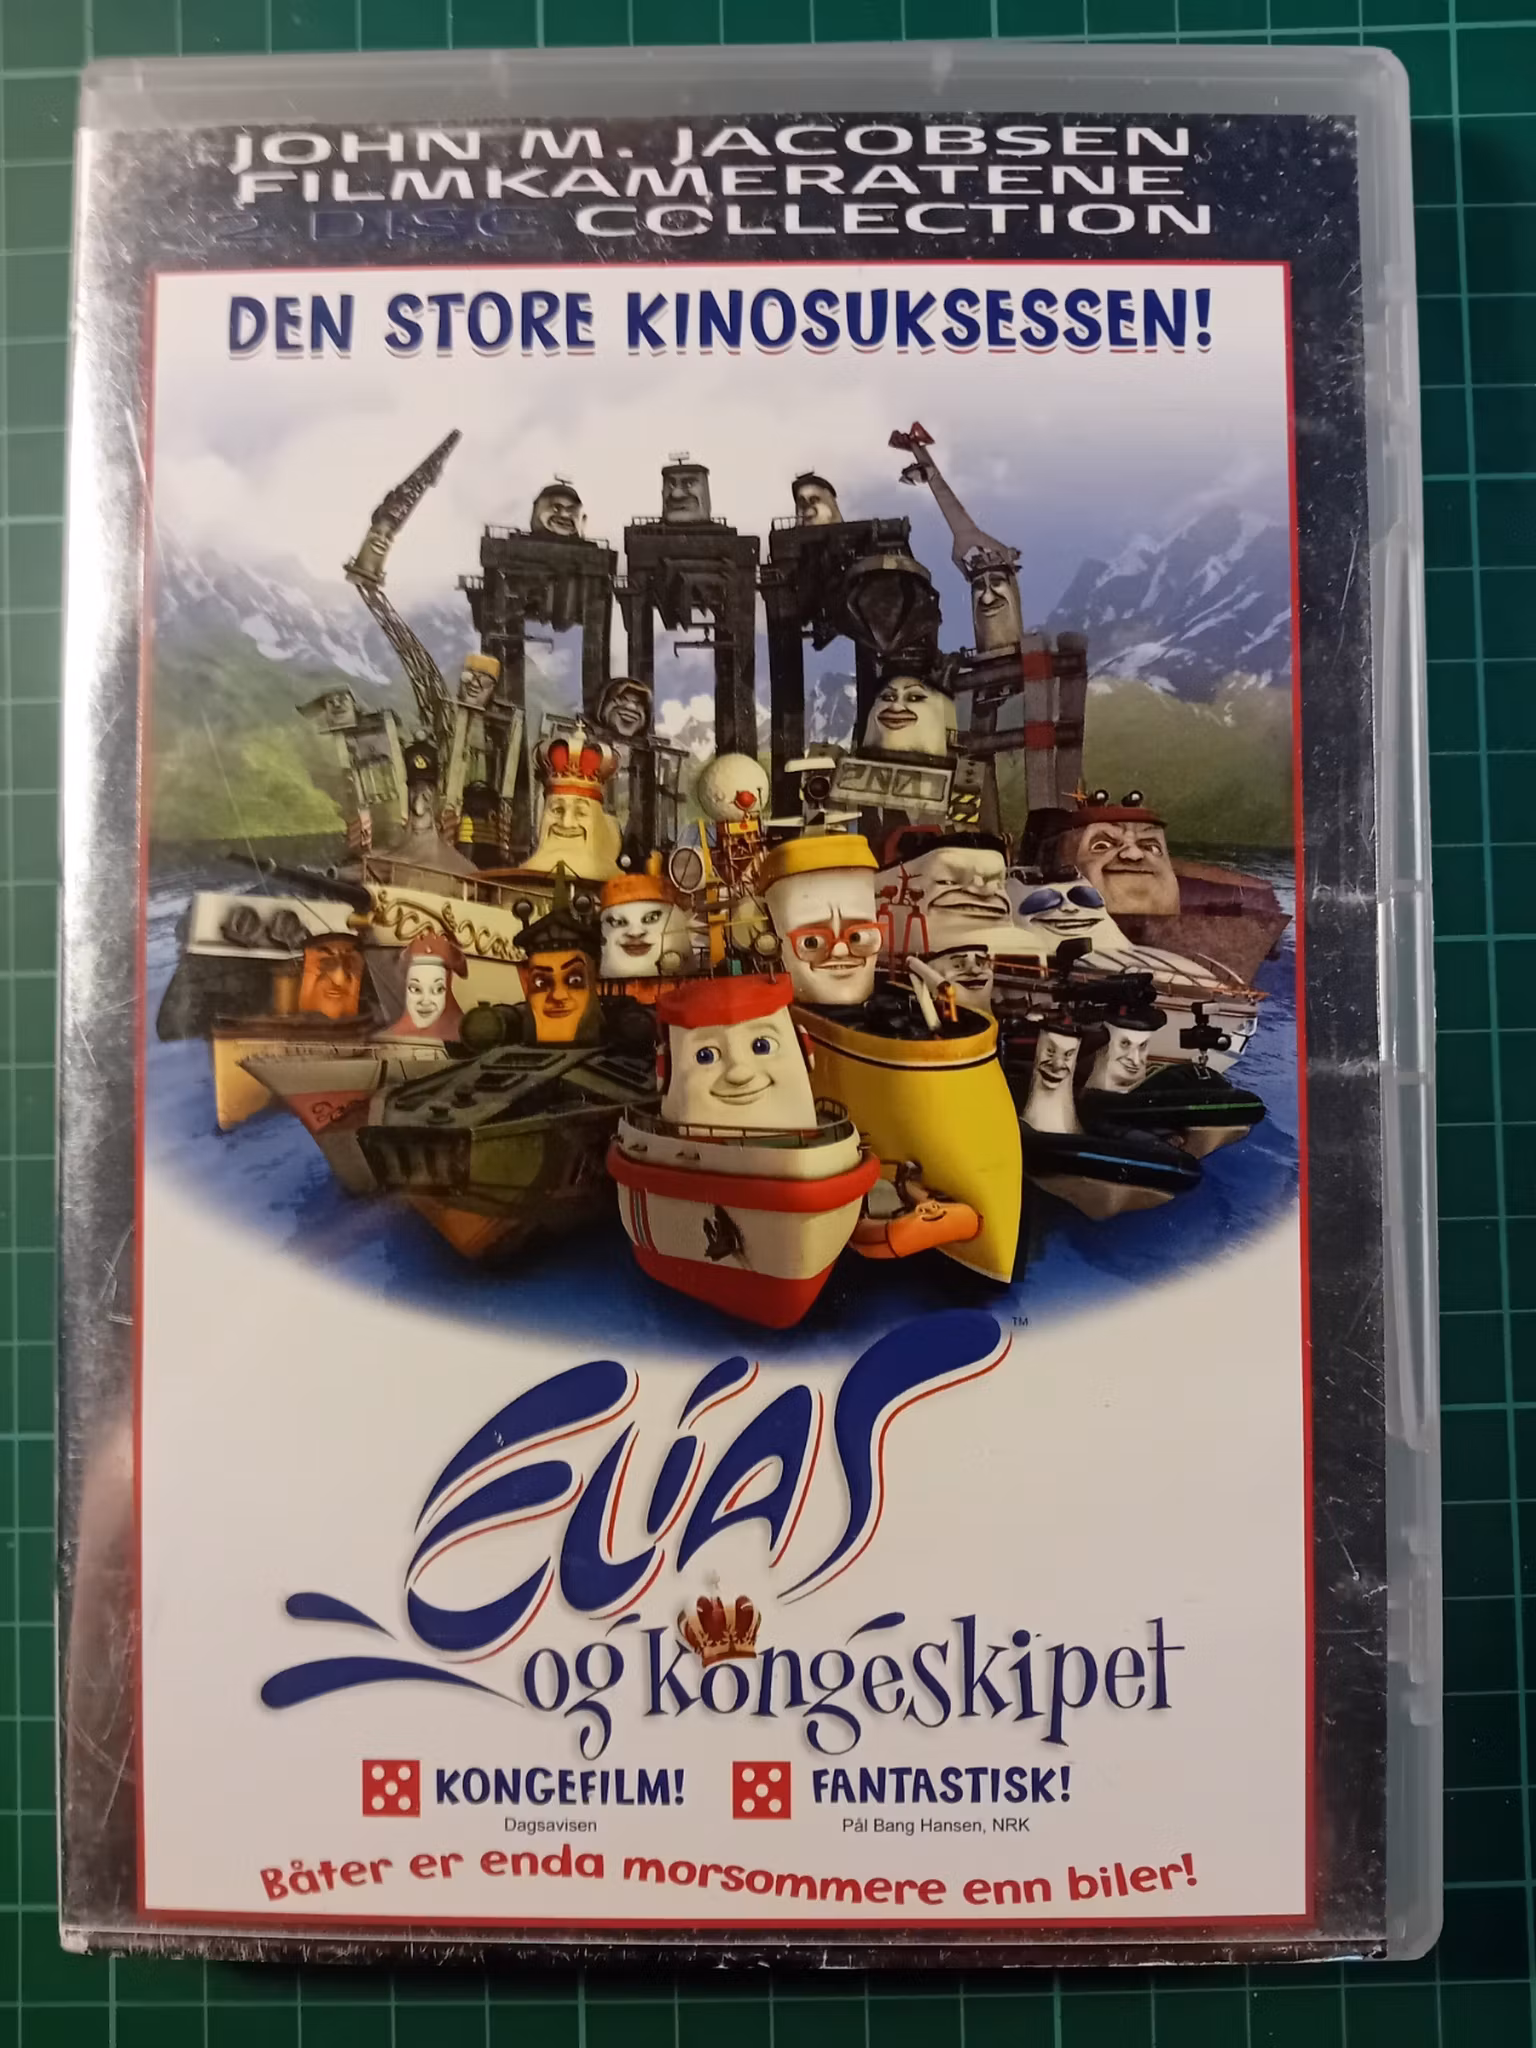 JOHN M. JACOBSEN
FILMKAMERATENE
2 DISC COLLECTION
DEN STORE KINOSUKSESSEN!
ELIAS™
og kongeskipet
KONGEFILM!
Dagsavisen
FANTASTISK!
Pål Bang Hansen, NRK
Båter er enda morsommere enn biler!